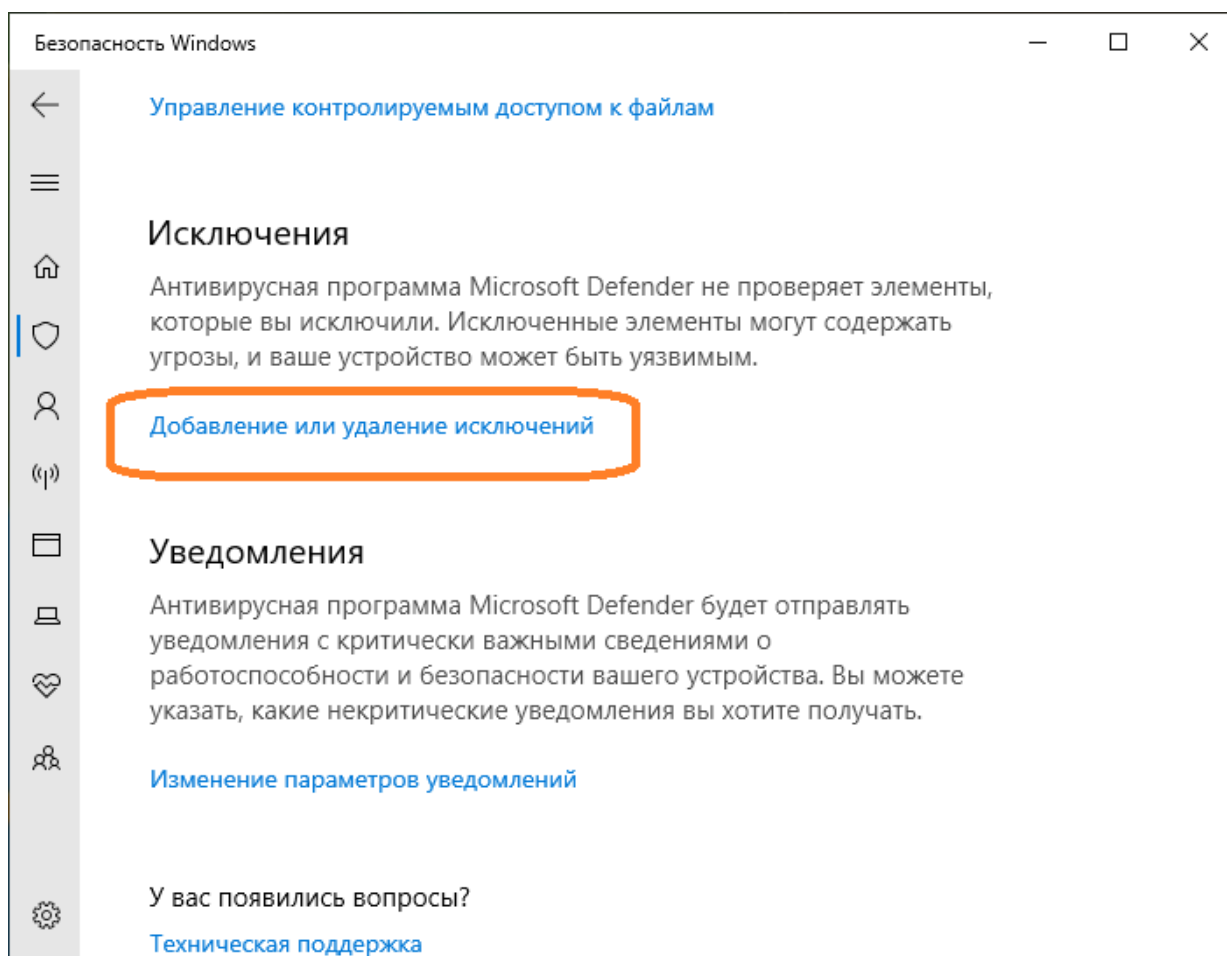 Безопасность Windows
Управление контролируемым доступом к файлам
Исключения
Антивирусная программа Microsoft Defender не проверяет элементы,
которые вы исключили. Исключенные элементы могут содержать
угрозы, и ваше устройство может быть уязвимым.
Добавление или удаление исключений
Уведомления
Антивирусная программа Microsoft Defender будет отправлять
уведомления с критически важными сведениями о
работоспособности и безопасности вашего устройства. Вы можете
указать, какие некритические уведомления вы хотите получать.
Изменение параметров уведомлений
У вас появились вопросы?
Техническая поддержка